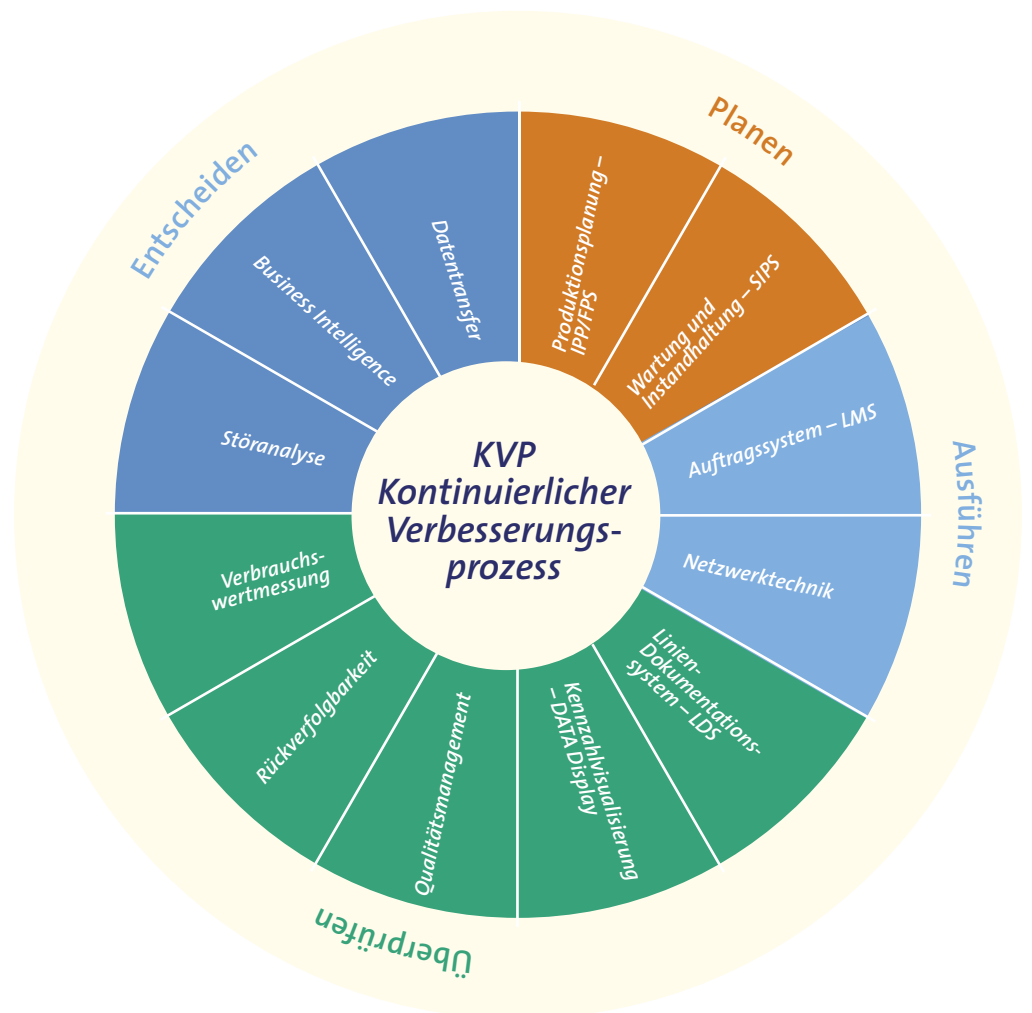 KVP
Kontinuierlicher
Verbesserungs-
prozess
Planen
Produktionsplanung –
IPP/FPS
Wartung und
Instandhaltung – SIPS
Ausführen
Auftragssystem – LMS
Netzwerktechnik
Überprüfen
Linien-
Dokumentations-
system – LDS
Kennzahlvisualisierung
– DATA Display
Qualitätsmanagement
Rückverfolgbarkeit
Verbrauchs-
wertmessung
Entscheiden
Störanalyse
Business Intelligence
Datentransfer